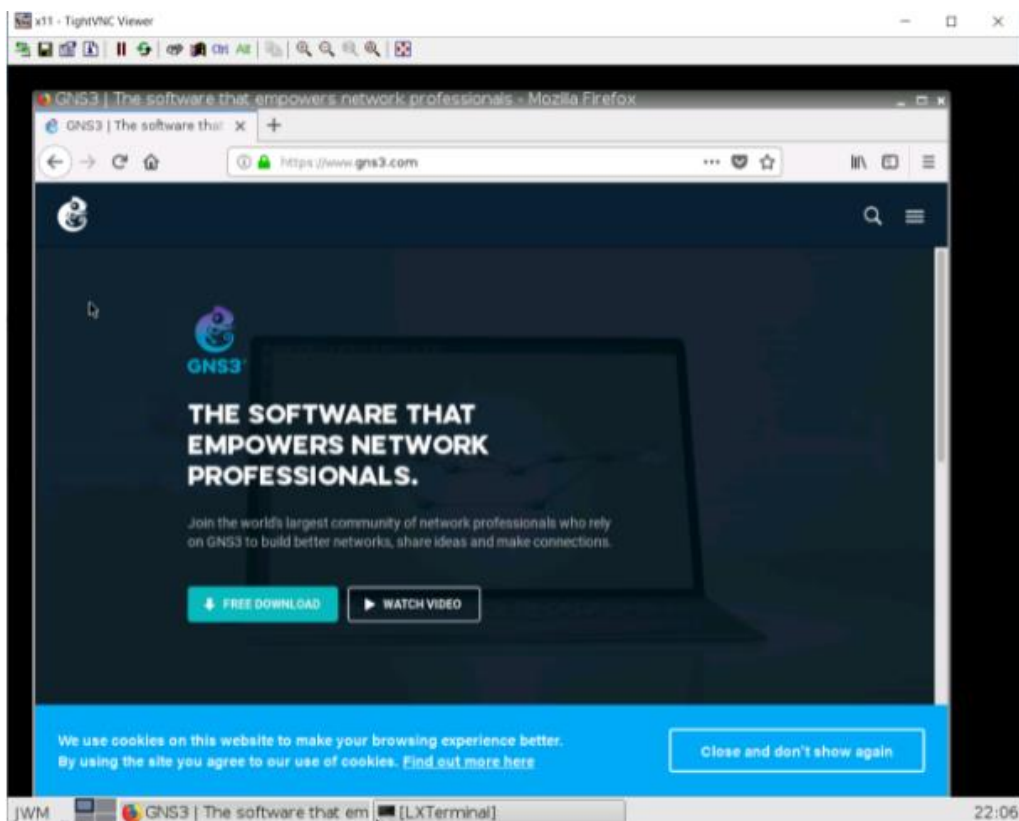 x11 - TightVNC Viewer
Ctrl Alt
GNS3 | The software that empowers network professionals - Mozilla Firefox
GNS3 | The software that
https://www.gns3.com
GNS3
THE SOFTWARE THAT
EMPOWERS NETWORK
PROFESSIONALS.
Join the world's largest community of network professionals who rely
on GNS3 to build better networks, share ideas and make connections.
FREE DOWNLOAD
WATCH VIDEO
We use cookies on this website to make your browsing experience better.
By using the site you agree to our use of cookies. Find out more here
Close and don't show again
JWM
GNS3 | The software that em
[LXTerminal]
22:06